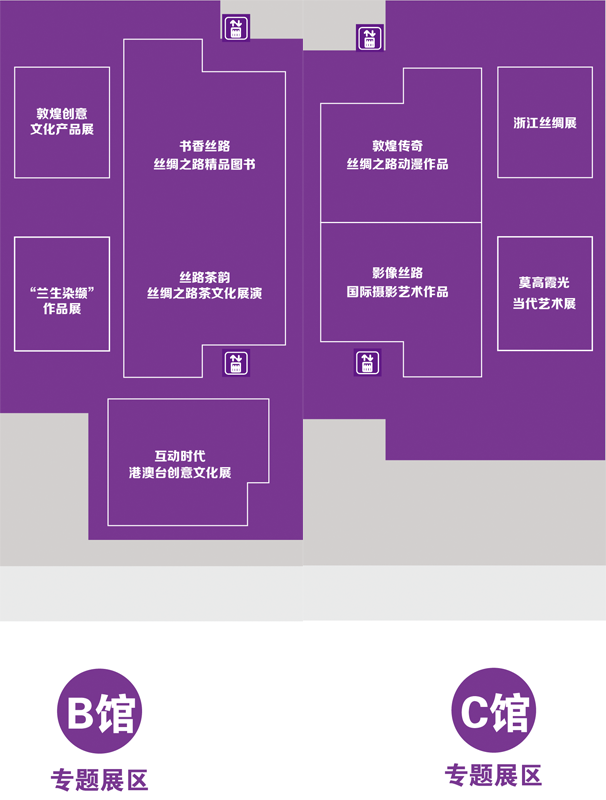 敦煌创意
文化产品展
书香丝路
丝绸之路精品图书
“兰生染缬”
作品展
丝路茶韵
丝绸之路茶文化展演
互动时代
港澳台创意文化展
敦煌传奇
丝绸之路动漫作品
浙江丝绸展
影像丝路
国际摄影艺术作品
莫高霞光
当代艺术展
B馆
专题展区
C馆
专题展区